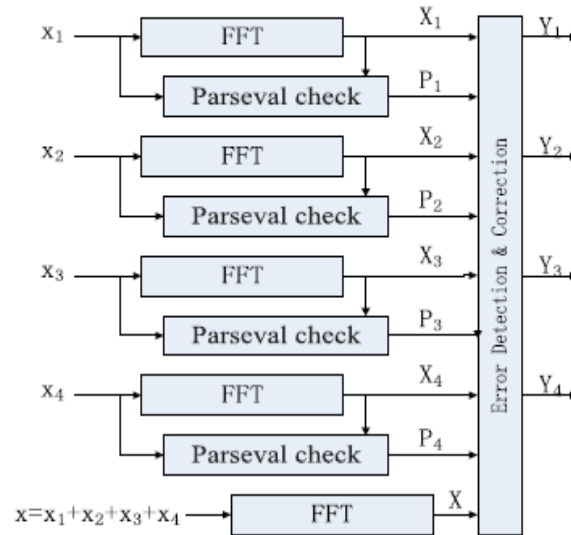 x₁ FFT X₁ Y₁
Parseval check P₁
x₂ FFT X₂ Y₂
Parseval check P₂
x₃ FFT X₃ Y₃
Parseval check P₃
x₄ FFT X₄ Y₄
Parseval check P₄
x=x₁+x₂+x₃+x₄ FFT X
Error Detection & Correction